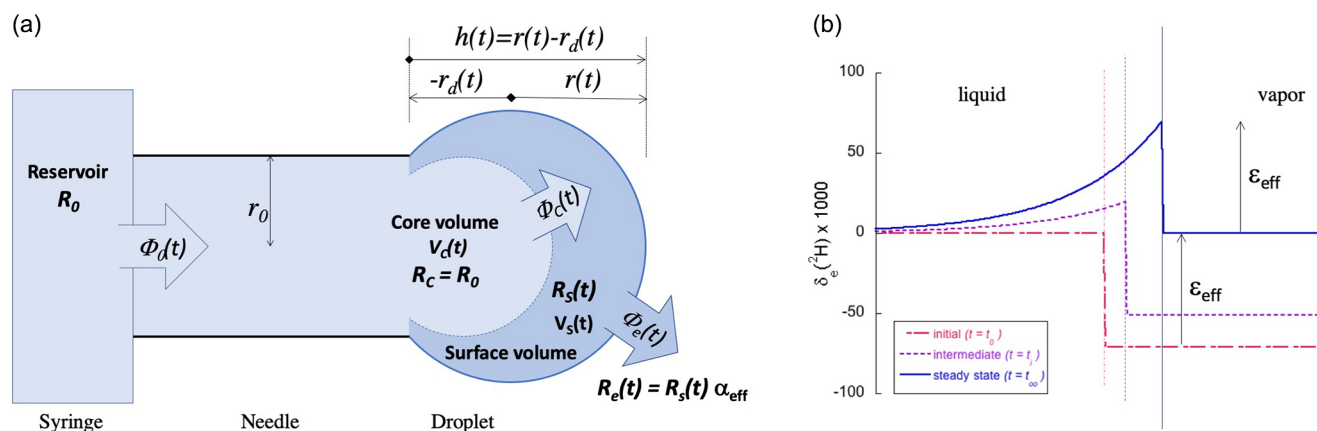 (a)
h(t)=r(t)-r_d(t)
-r_d(t)
r(t)
Reservoir
R_0
Φ_0(t)
r_0
Core volume
V_C(t)
R_C = R_0
Φ_C(t)
R_S(t)
V_S(t)
Φ_e(t)
Surface volume
R_e(t) = R_s(t) α_eff
Syringe
Needle
Droplet
(b)
liquid
vapor
100
50
0
-50
-100
δ_e(²H) x 1000
ε_eff
ε_eff
initial (t = t_0)
intermediate (t = t_i)
steady state (t = t_∞)